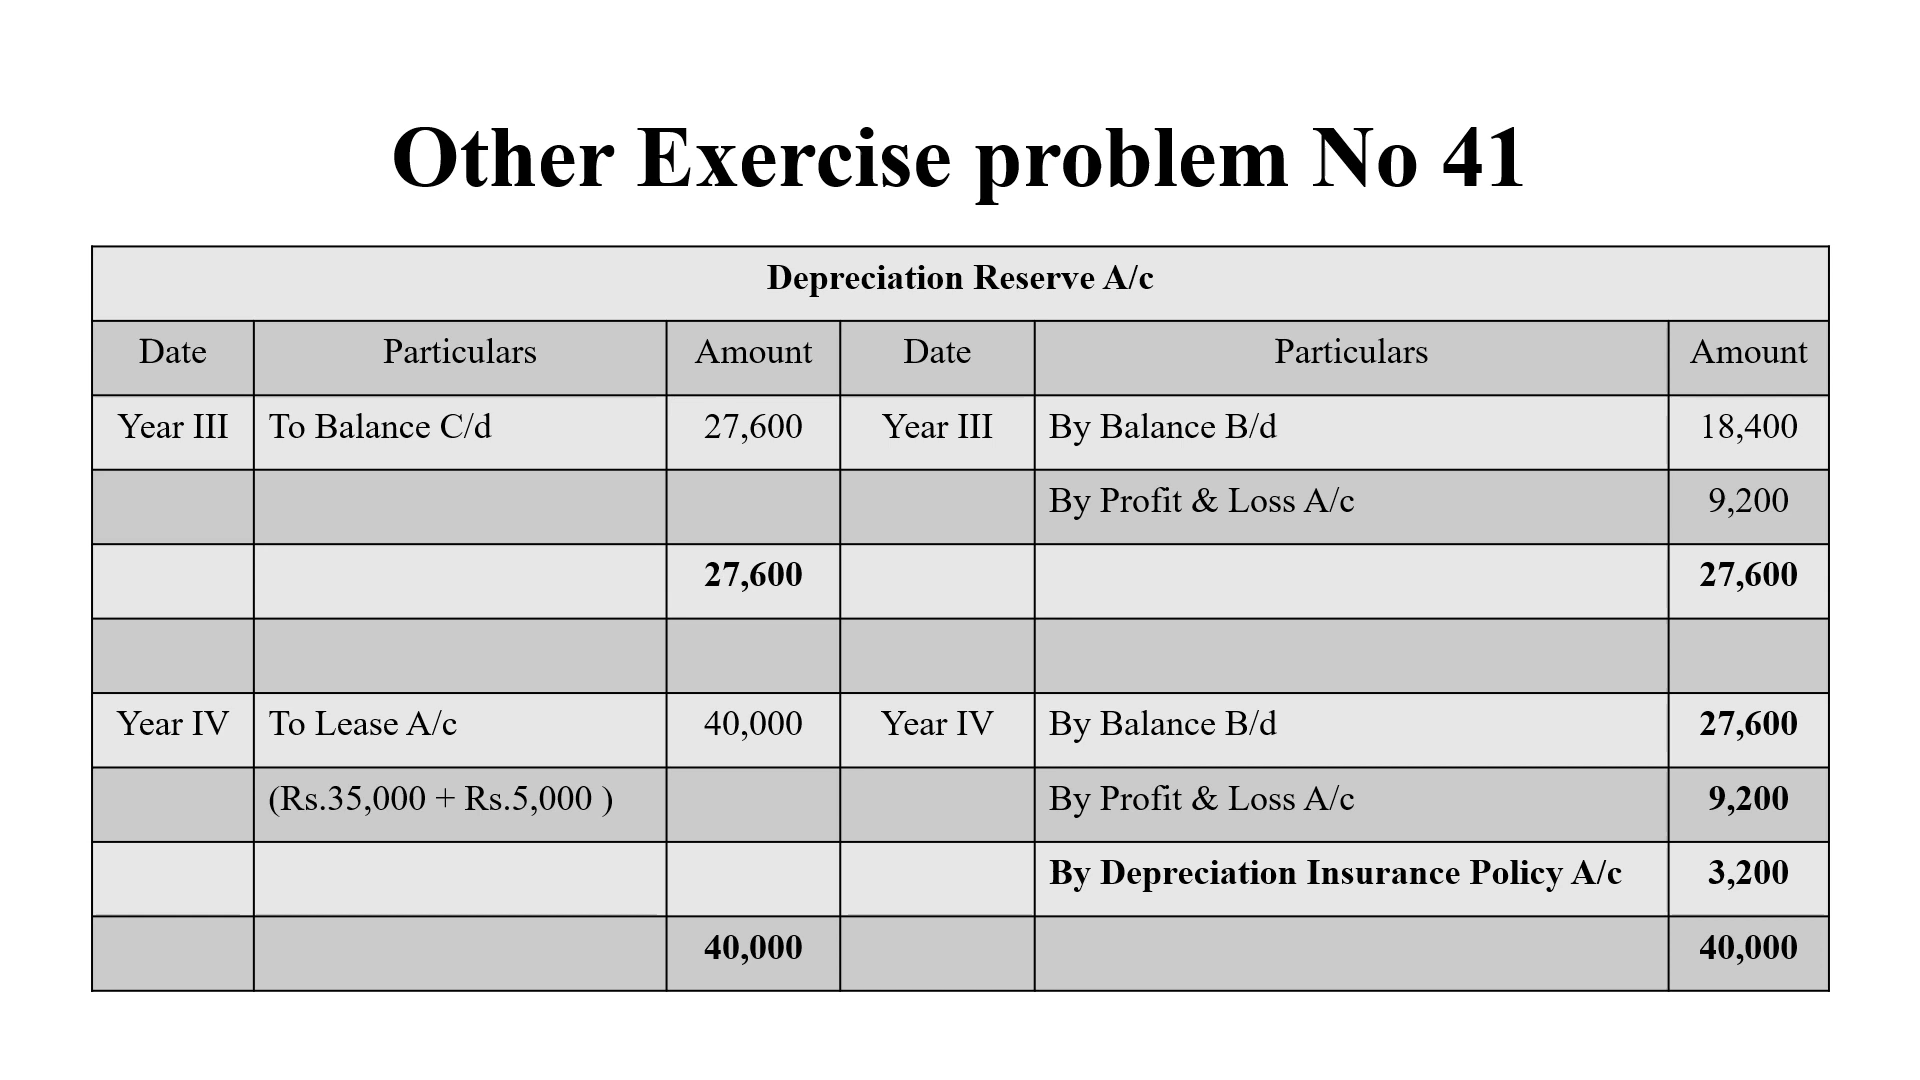 Other Exercise problem No 41
Depreciation Reserve A/c
Date Particulars Amount Date Particulars Amount
Year III To Balance C/d 27,600 Year III By Balance B/d 18,400
By Profit & Loss A/c 9,200
27,600 27,600
Year IV To Lease A/c 40,000 Year IV By Balance B/d 27,600
(Rs.35,000 + Rs.5,000 ) By Profit & Loss A/c 9,200
By Depreciation Insurance Policy A/c 3,200
40,000 40,000